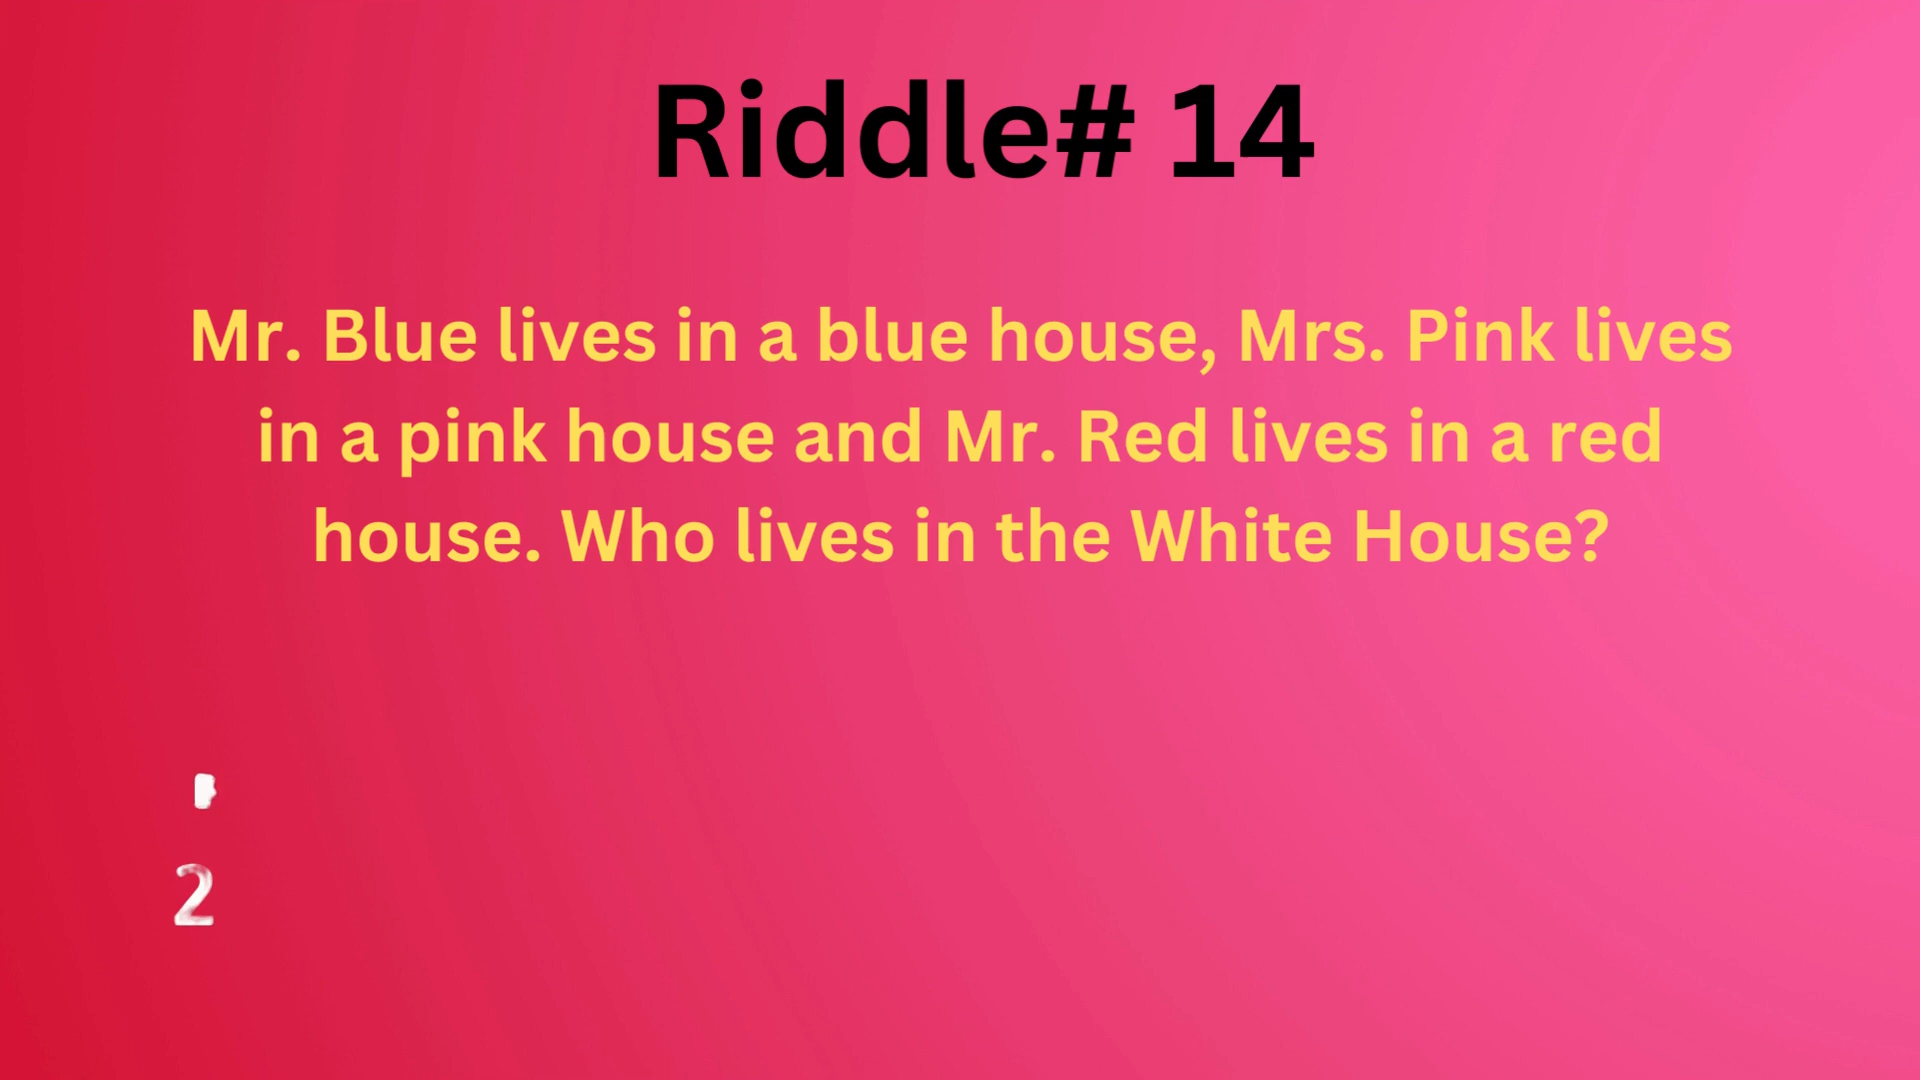 Riddle# 14
Mr. Blue lives in a blue house, Mrs. Pink lives
in a pink house and Mr. Red lives in a red
house. Who lives in the White House?
2